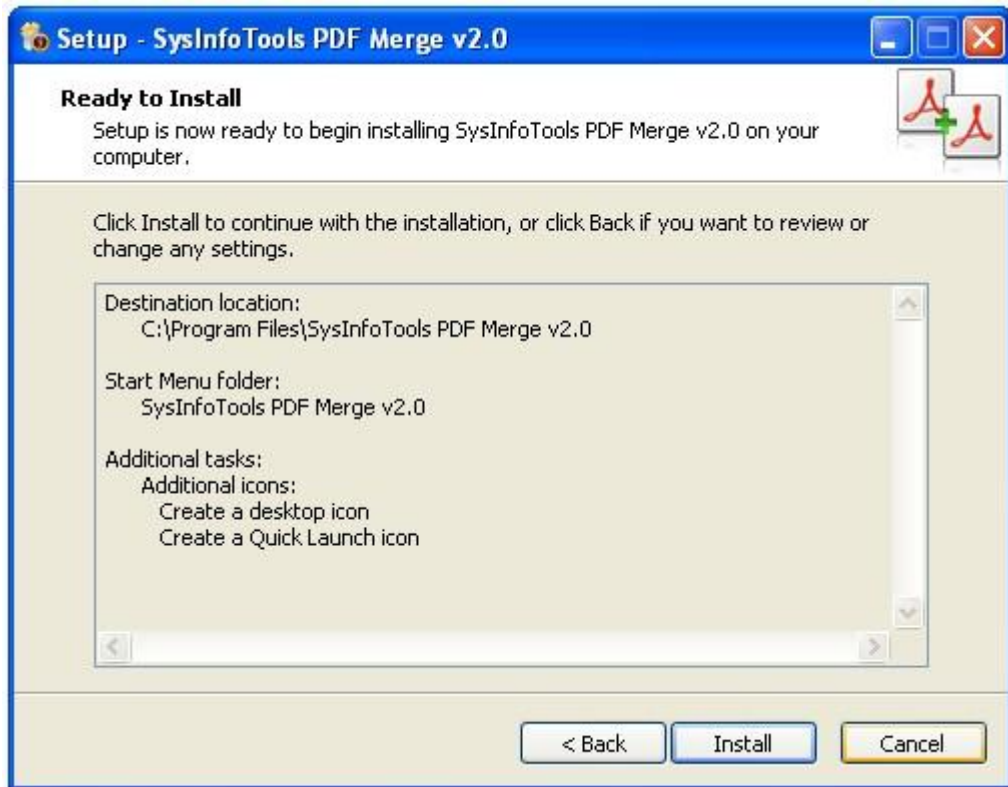 Setup - SysInfoTools PDF Merge v2.0
Ready to Install
Setup is now ready to begin installing SysInfoTools PDF Merge v2.0 on your
computer.
Click Install to continue with the installation, or click Back if you want to review or
change any settings.
Destination location:
C:\Program Files\SysInfoTools PDF Merge v2.0
Start Menu folder:
SysInfoTools PDF Merge v2.0
Additional tasks:
Additional icons:
Create a desktop icon
Create a Quick Launch icon
< Back Install Cancel